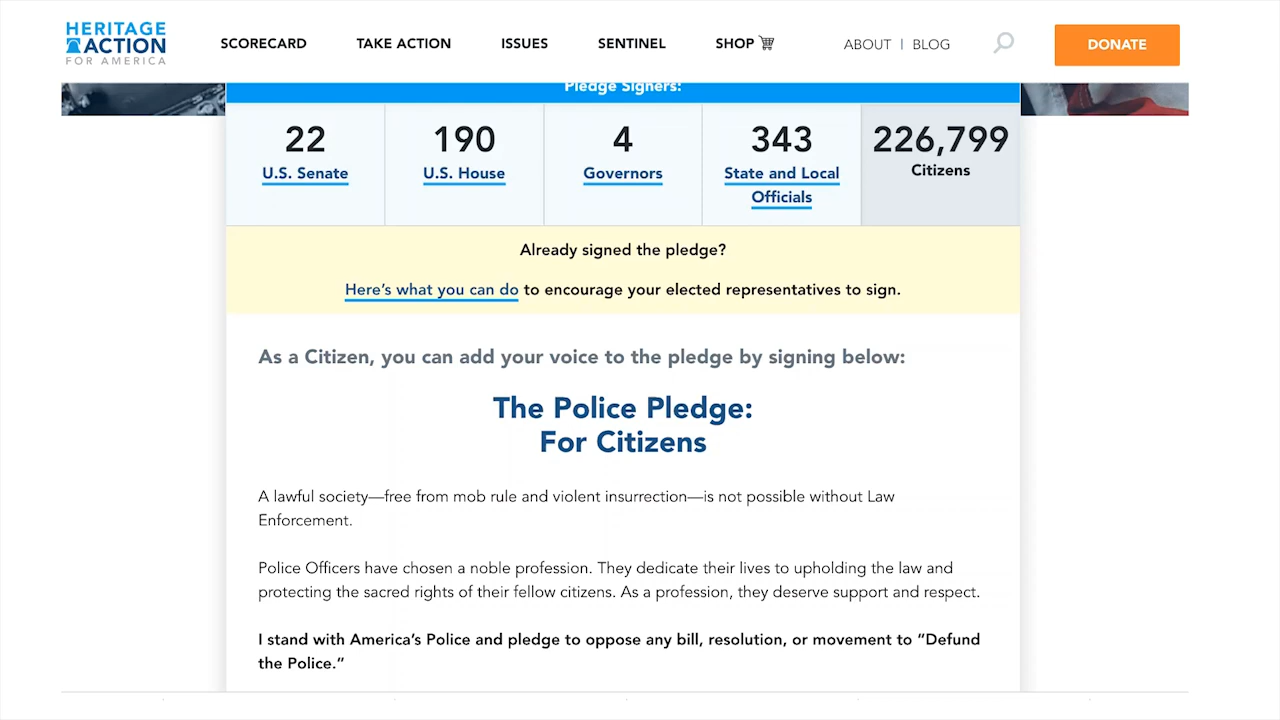 HERITAGE
ACTION
FOR AMERICA
SCORECARD TAKE ACTION ISSUES SENTINEL SHOP ABOUT | BLOG DONATE
Pledge Signers:
22 190 4 343 226,799
U.S. Senate U.S. House Governors State and Local Citizens
Officials
Already signed the pledge?
Here's what you can do to encourage your elected representatives to sign.
As a Citizen, you can add your voice to the pledge by signing below:
The Police Pledge:
For Citizens
A lawful society—free from mob rule and violent insurrection—is not possible without Law
Enforcement.
Police Officers have chosen a noble profession. They dedicate their lives to upholding the law and
protecting the sacred rights of their fellow citizens. As a profession, they deserve support and respect.
I stand with America's Police and pledge to oppose any bill, resolution, or movement to "Defund
the Police."